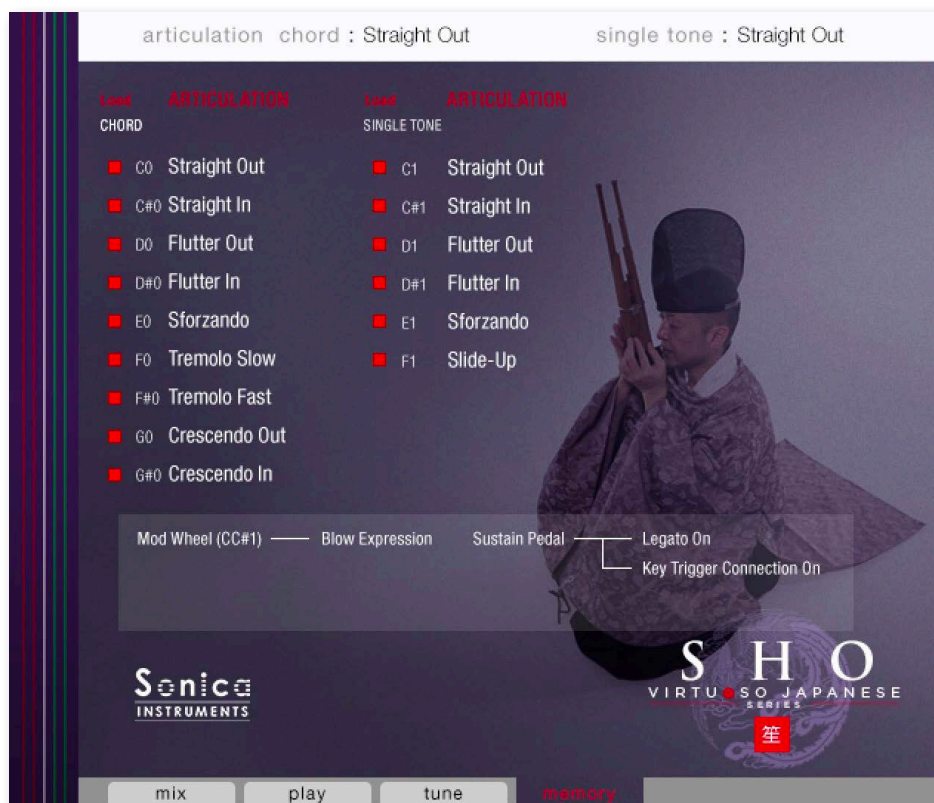 articulation chord : Straight Out single tone : Straight Out
Load ARTICULATION Load ARTICULATION
CHORD SINGLE TONE
C0 Straight Out C1 Straight Out
C#0 Straight In C#1 Straight In
D0 Flutter Out D1 Flutter Out
D#0 Flutter In D#1 Flutter In
E0 Sforzando E1 Sforzando
F0 Tremolo Slow F1 Slide-Up
F#0 Tremolo Fast
G0 Crescendo Out
G#0 Crescendo In
Mod Wheel (CC#1) Blow Expression Sustain Pedal Legato On
Key Trigger Connection On
Sonica
INSTRUMENTS
SHO
VIRTUOSO JAPANESE
SERIES
笙
mix play tune memory